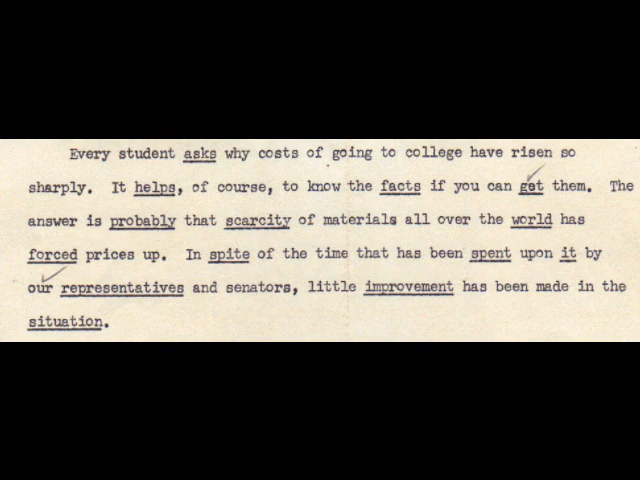 Every student asks why costs of going to college have risen so
sharply. It helps, of course, to know the facts if you can get them. The
answer is probably that scarcity of materials all over the world has
forced prices up. In spite of the time that has been spent upon it by
our representatives and senators, little improvement has been made in the
situation.